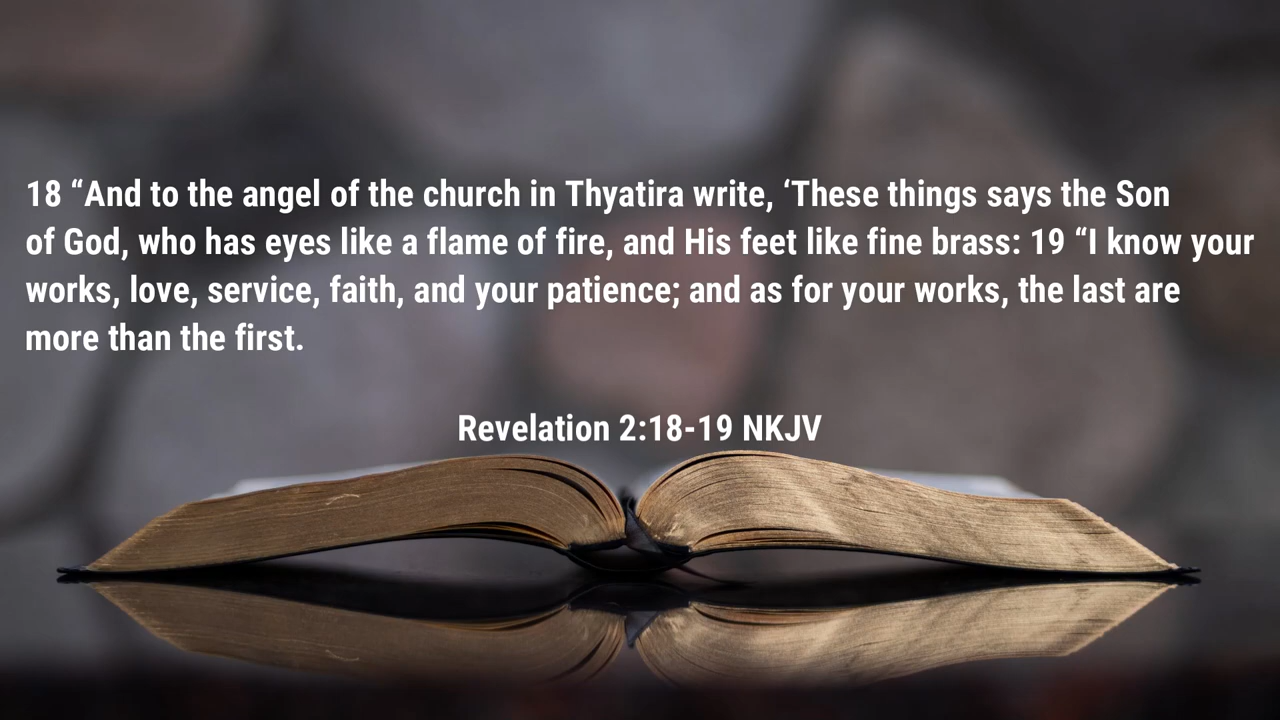 18 “And to the angel of the church in Thyatira write, ‘These things says the Son
of God, who has eyes like a flame of fire, and His feet like fine brass: 19 “I know your
works, love, service, faith, and your patience; and as for your works, the last are
more than the first.
Revelation 2:18-19 NKJV